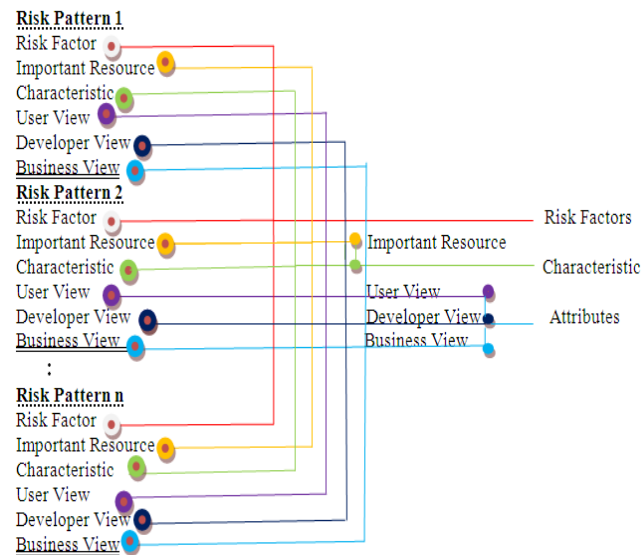 Risk Pattern 1
Risk Factor
Important Resource
Characteristic
User View
Developer View
Business View
Risk Pattern 2
Risk Factor
Risk Factors
Important Resource
Important Resource
Characteristic
Characteristic
User View
User View
Developer View
Developer View
Attributes
Business View
Business View
:
Risk Pattern n
Risk Factor
Important Resource
Characteristic
User View
Developer View
Business View